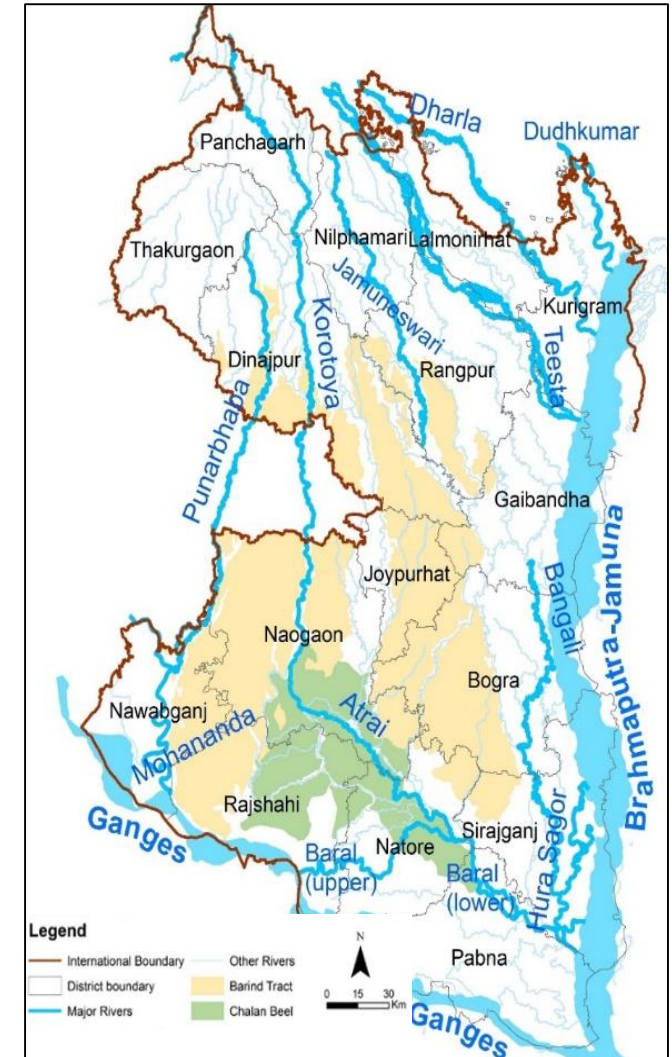 Dharla
Dudhkumar
Panchagarh
Thakurgaon
Nilphamari
Lalmonirhat
Jamuneswari
Korotoya
Kurigram
Teesta
Dinajpur
Rangpur
Punarbhaba
Gaibandha
Brahmaputra-Jamuna
Bangali
Joypurhat
Naogaon
Bogra
Atrai
Nawabganj
Mohananda
Rajshahi
Ganges
Sirajganj
Hura Sagor
Natore
Baral
(upper)
Baral
(lower)
Pabna
Ganges
Legend
International Boundary
District boundary
Major Rivers
Other Rivers
Barind Tract
Chalan Beel
N
0 15 30
Km